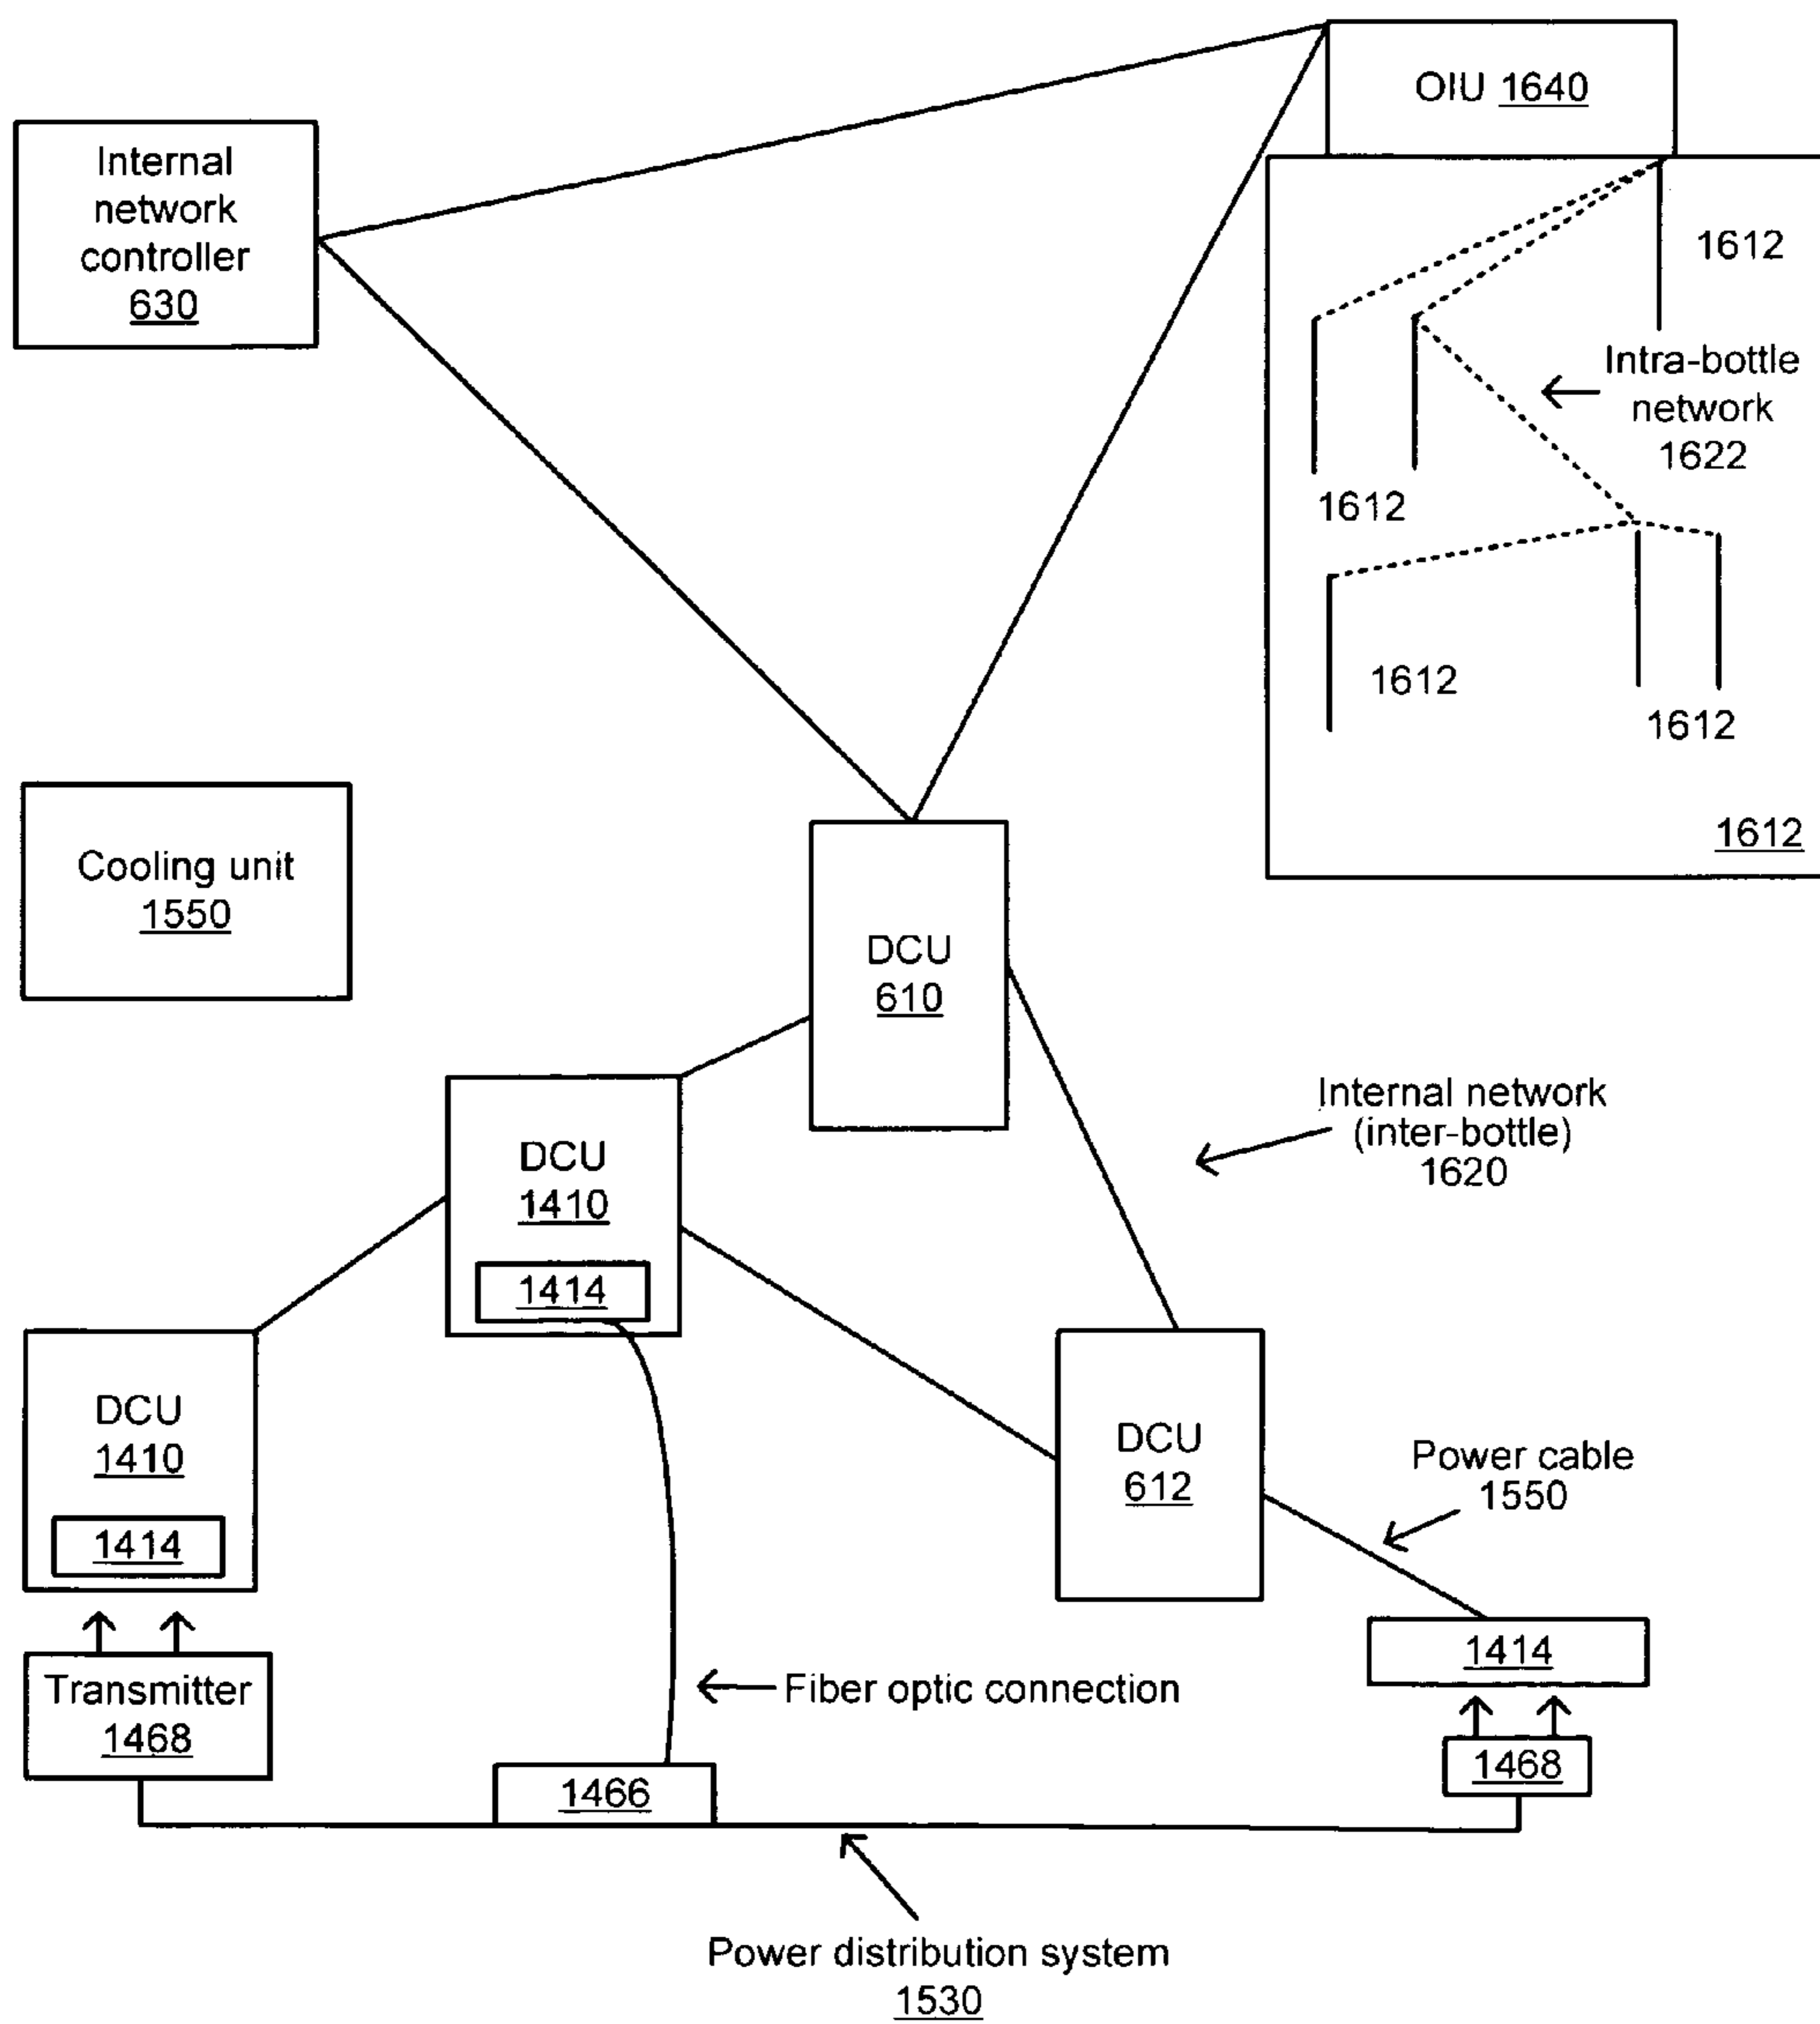 OIU 1640
Internal
network
controller
630
1612
Intra-bottle
network
1622
1612
1612
1612
1612
Cooling unit
1550
DCU
610
Internal network
(inter-bottle)
1620
DCU
1410
1414
DCU
1410
1414
DCU
612
Power cable
1550
1414
Transmitter
1468
Fiber optic connection
1466
1468
Power distribution system
1530